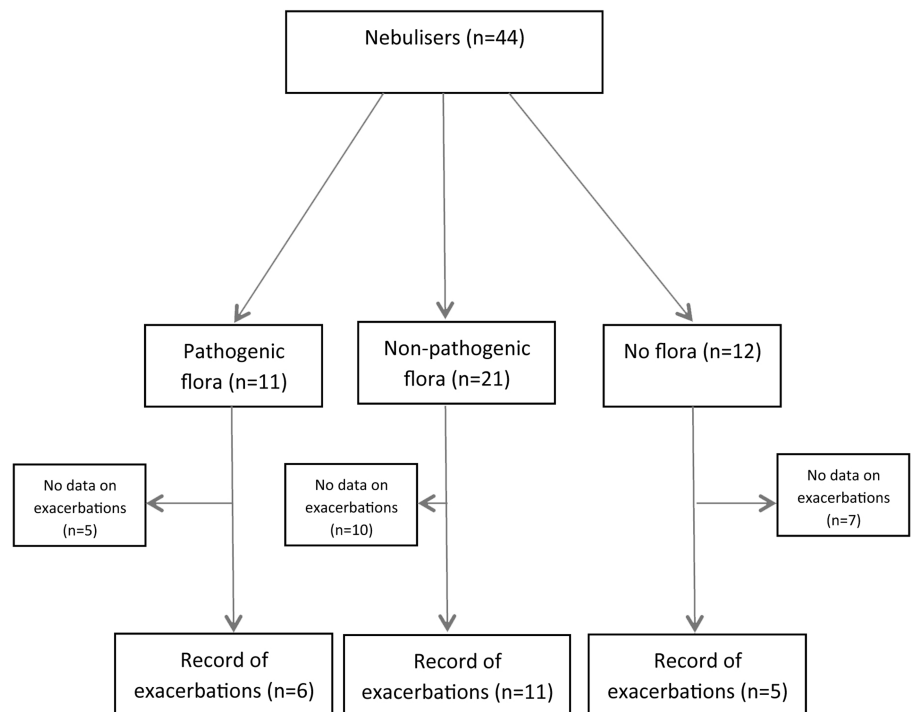 Nebulisers (n=44)
Pathogenic
flora (n=11)
Non-pathogenic
flora (n=21)
No flora (n=12)
No data on
exacerbations
(n=5)
No data on
exacerbations
(n=10)
No data on
exacerbations
(n=7)
Record of
exacerbations (n=6)
Record of
exacerbations (n=11)
Record of
exacerbations (n=5)